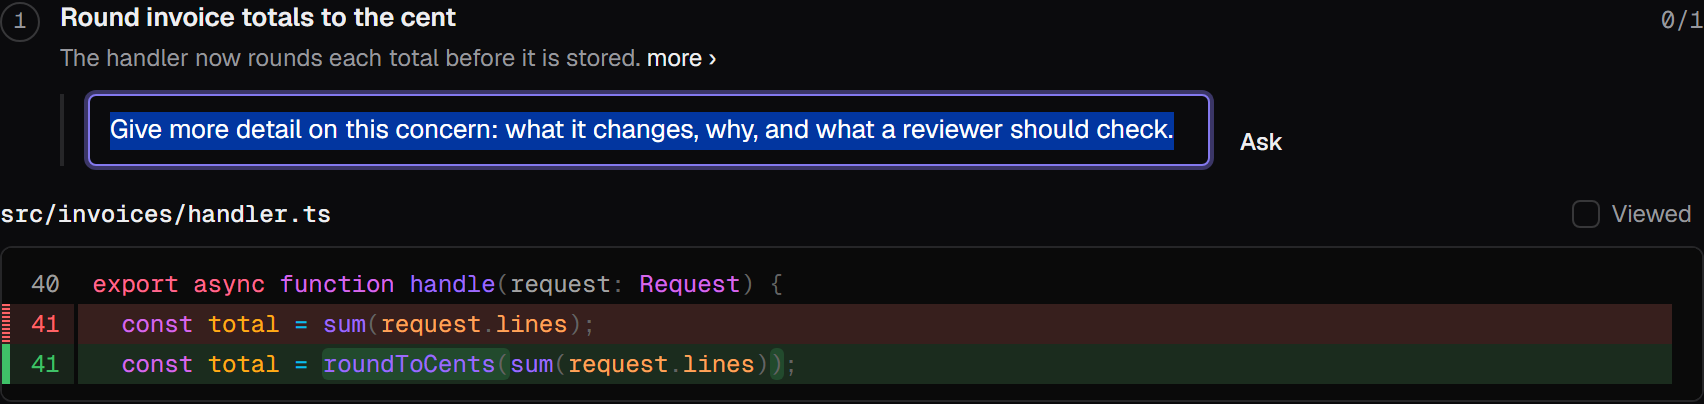 1 Round invoice totals to the cent 0/1
The handler now rounds each total before it is stored. more ›
Give more detail on this concern: what it changes, why, and what a reviewer should check. Ask
src/invoices/handler.ts Viewed
40 export async function handle(request: Request) {
41 const total = sum(request.lines);
41 const total = roundToCents(sum(request.lines));